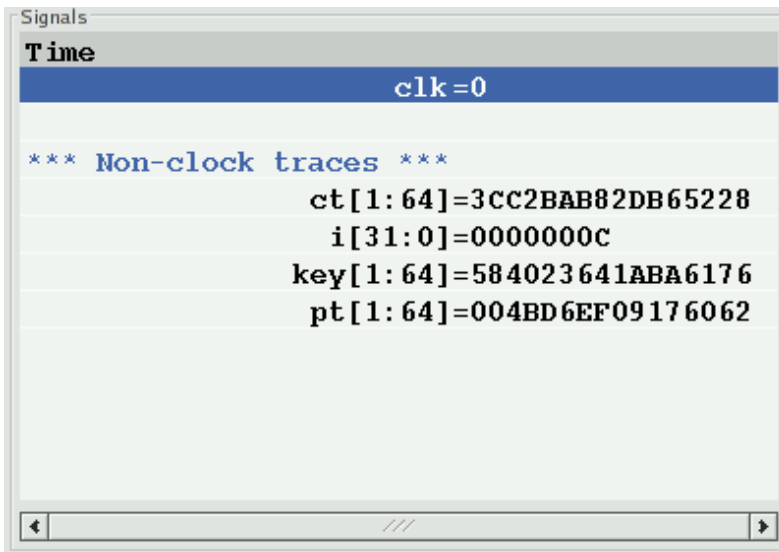 Signals
Time
clk=0
*** Non-clock traces ***
ct[1:64]=3CC2BAB82DB65228
i[31:0]=0000000C
key[1:64]=584023641ABA6176
pt[1:64]=004BD6EF09176062